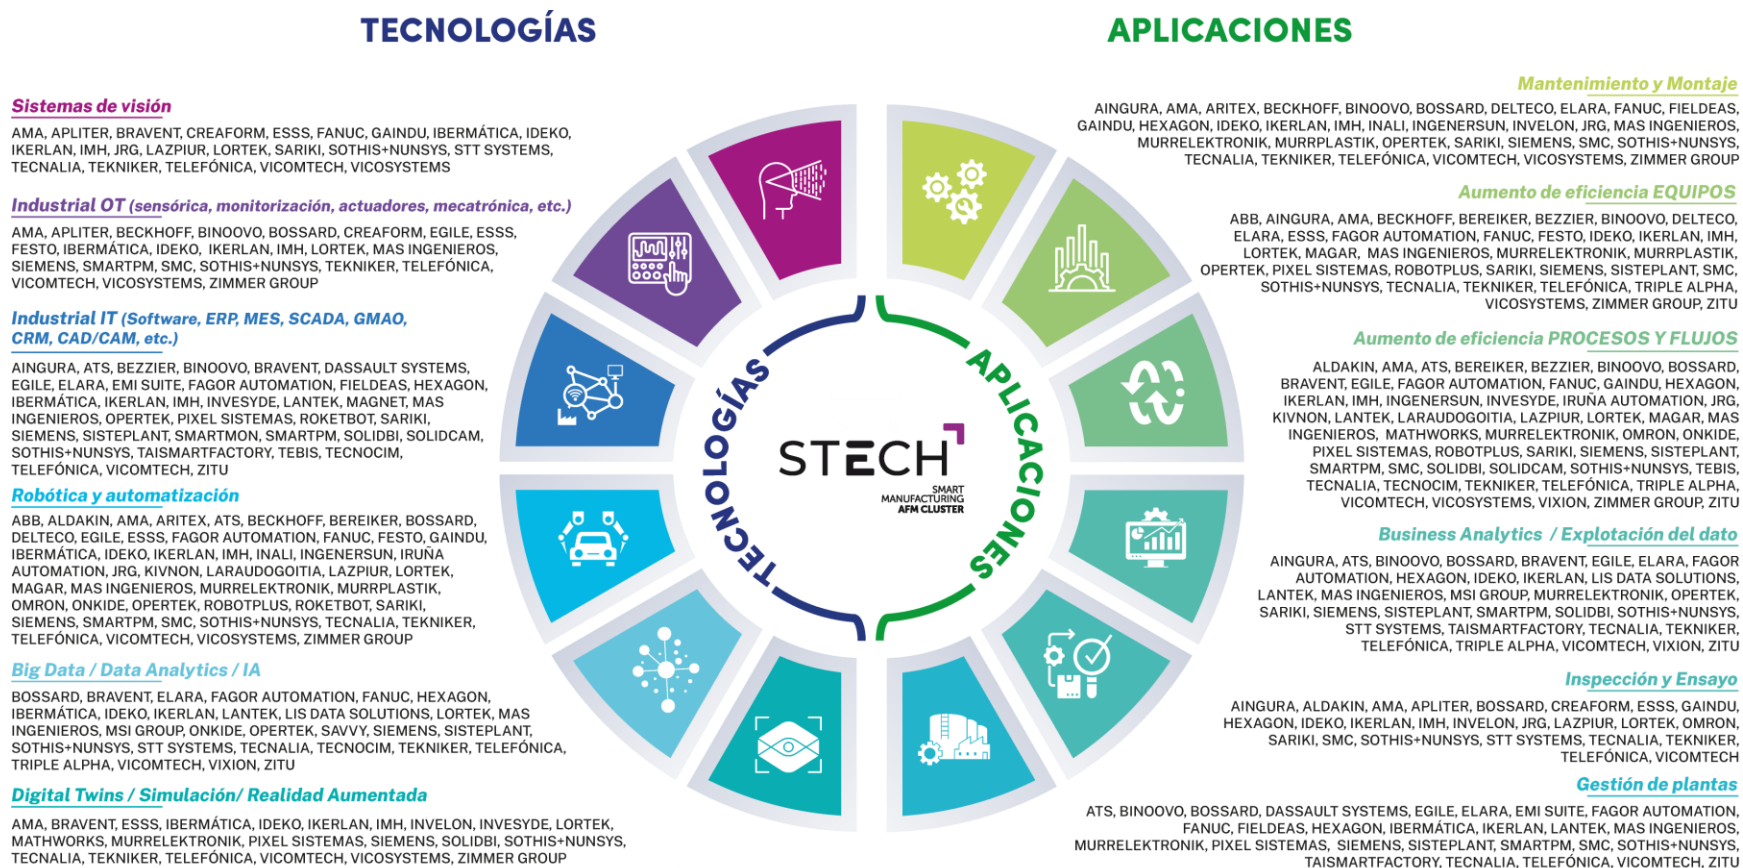 TECNOLOGÍAS
Sistemas de visión
AMA, APLITER, BRAVENT, CREAFORM, ESSS, FANUC, GAINDU, IBERMÁTICA, IDEKO,
IKERLAN, IMH, JRG, LAZPIUR, LORTEK, SARIKI, SOTHIS+NUNSYS, STT SYSTEMS,
TECNALIA, TEKNIKER, TELEFÓNICA, VICOMTECH, VICOSYSTEMS
Industrial OT (sensórica, monitorización, actuadores, mecatrónica, etc.)
AMA, APLITER, BECKHOFF, BINOOVO, BOSSARD, CREAFORM, EGILE, ESSS,
FESTO, IBERMÁTICA, IDEKO, IKERLAN, IMH, LORTEK, MAS INGENIEROS,
SIEMENS, SMARTPM, SMC, SOTHIS+NUNSYS, TEKNIKER, TELEFÓNICA,
VICOMTECH, VICOSYSTEMS, ZIMMER GROUP
Industrial IT (Software, ERP, MES, SCADA, GMAO,
CRM, CAD/CAM, etc.)
AINGURA, ATS, BEZZIER, BINOOVO, BRAVENT, DASSAULT SYSTEMS,
EGILE, ELARA, EMI SUITE, FAGOR AUTOMATION, FIELDEAS, HEXAGON,
IBERMÁTICA, IKERLAN, IMH, INVESYDE, LANTEK, MAGNET, MAS
INGENIEROS, OPERTEK, PIXEL SISTEMAS, ROKETBOT, SARIKI,
SIEMENS, SISTEPLANT, SMARTMON, SMARTPM, SOLIDBI, SOLIDCAM,
SOTHIS+NUNSYS, TAISMARTFACTORY, TEBIS, TECNOCIM,
TELEFÓNICA, VICOMTECH, ZITU
Robótica y automatización
ABB, ALDAKIN, AMA, ARITEX, ATS, BECKHOFF, BEREIKER, BOSSARD,
DELTECO, EGILE, ESSS, FAGOR AUTOMATION, FANUC, FESTO, GAINDU,
IBERMÁTICA, IDEKO, IKERLAN, IMH, INALI, INGENERSUN, IRUÑA
AUTOMATION, JRG, KIVNON, LARAUDOGOITIA, LAZPIUR, LORTEK,
MAGAR, MAS INGENIEROS, MURRELEKTRONIK, MURRPLASTIK,
OMRON, ONKIDE, OPERTEK, ROBOTPLUS, ROKETBOT, SARIKI,
SIEMENS, SMARTPM, SMC, SOTHIS+NUNSYS, TECNALIA, TEKNIKER,
TELEFÓNICA, VICOMTECH, VICOSYSTEMS, ZIMMER GROUP
Big Data / Data Analytics / IA
BOSSARD, BRAVENT, ELARA, FAGOR AUTOMATION, FANUC, HEXAGON,
IBERMÁTICA, IDEKO, IKERLAN, LANTEK, LIS DATA SOLUTIONS, LORTEK, MAS
INGENIEROS, MSI GROUP, ONKIDE, OPERTEK, SAVVY, SIEMENS, SISTEPLANT,
SOTHIS+NUNSYS, STT SYSTEMS, TECNALIA, TECNOCIM, TEKNIKER, TELEFÓNICA,
TRIPLE ALPHA, VICOMTECH, VIXION, ZITU
Digital Twins / Simulación/ Realidad Aumentada
AMA, BRAVENT, ESSS, IBERMÁTICA, IDEKO, IKERLAN, IMH, INVELON, INVESYDE, LORTEK,
MATHWORKS, MURRELEKTRONIK, PIXEL SISTEMAS, SIEMENS, SOLIDBI, SOTHIS+NUNSYS,
TECNALIA, TEKNIKER, TELEFÓNICA, VICOMTECH, VICOSYSTEMS, ZIMMER GROUP
TECNOLOGÍAS
STECH
SMART
MANUFACTURING
AFM CLUSTER
APLICACIONES
APLICACIONES
Mantenimiento y Montaje
AINGURA, AMA, ARITEX, BECKHOFF, BINOOVO, BOSSARD, DELTECO, ELARA, FANUC, FIELDEAS,
GAINDU, HEXAGON, IDEKO, IKERLAN, IMH, INALI, INGENERSUN, INVELON, JRG, MAS INGENIEROS,
MURRELEKTRONIK, MURRPLASTIK, OPERTEK, SARIKI, SIEMENS, SMC, SOTHIS+NUNSYS,
TECNALIA, TEKNIKER, TELEFÓNICA, VICOMTECH, VICOSYSTEMS, ZIMMER GROUP
Aumento de eficiencia EQUIPOS
ABB, AINGURA, AMA, BECKHOFF, BEREIKER, BEZZIER, BINOOVO, DELTECO,
ELARA, ESSS, FAGOR AUTOMATION, FANUC, FESTO, IDEKO, IKERLAN, IMH,
LORTEK, MAGAR, MAS INGENIEROS, MURRELEKTRONIK, MURRPLASTIK,
OPERTEK, PIXEL SISTEMAS, ROBOTPLUS, SARIKI, SIEMENS, SISTEPLANT, SMC,
SOTHIS+NUNSYS, TECNALIA, TEKNIKER, TELEFÓNICA, TRIPLE ALPHA,
VICOSYSTEMS, ZIMMER GROUP, ZITU
Aumento de eficiencia PROCESOS Y FLUJOS
ALDAKIN, AMA, ATS, BEREIKER, BEZZIER, BINOOVO, BOSSARD,
BRAVENT, EGILE, FAGOR AUTOMATION, FANUC, GAINDU, HEXAGON,
IKERLAN, IMH, INGENERSUN, INVESYDE, IRUÑA AUTOMATION, JRG,
KIVNON, LANTEK, LARAUDOGOITIA, LAZPIUR, LORTEK, MAGAR, MAS
INGENIEROS, MATHWORKS, MURRELEKTRONIK, OMRON, ONKIDE,
PIXEL SISTEMAS, ROBOTPLUS, SARIKI, SIEMENS, SISTEPLANT,
SMARTPM, SMC, SOLIDBI, SOLIDCAM, SOTHIS+NUNSYS, TEBIS,
TECNALIA, TECNOCIM, TEKNIKER, TELEFÓNICA, TRIPLE ALPHA,
VICOMTECH, VICOSYSTEMS, VIXION, ZIMMER GROUP, ZITU
Business Analytics / Explotación del dato
AINGURA, ATS, BINOOVO, BOSSARD, BRAVENT, EGILE, ELARA, FAGOR
AUTOMATION, HEXAGON, IDEKO, IKERLAN, LIS DATA SOLUTIONS,
LANTEK, MAS INGENIEROS, MSI GROUP, MURRELEKTRONIK, OPERTEK,
SARIKI, SIEMENS, SISTEPLANT, SMARTPM, SOLIDBI, SOTHIS+NUNSYS,
STT SYSTEMS, TAISMARTFACTORY, TECNALIA, TEKNIKER,
TELEFÓNICA, TRIPLE ALPHA, VICOMTECH, VIXION, ZITU
Inspección y Ensayo
AINGURA, ALDAKIN, AMA, APLITER, BOSSARD, CREAFORM, ESSS, GAINDU,
HEXAGON, IDEKO, IKERLAN, IMH, INVELON, JRG, LAZPIUR, LORTEK, OMRON,
SARIKI, SMC, SOTHIS+NUNSYS, STT SYSTEMS, TECNALIA, TEKNIKER,
TELEFÓNICA, VICOMTECH
Gestión de plantas
ATS, BINOOVO, BOSSARD, DASSAULT SYSTEMS, EGILE, ELARA, EMI SUITE, FAGOR AUTOMATION,
FANUC, FIELDEAS, HEXAGON, IBERMÁTICA, IKERLAN, LANTEK, MAS INGENIEROS,
MURRELEKTRONIK, PIXEL SISTEMAS, SIEMENS, SISTEPLANT, SMARTPM, SMC, SOTHIS+NUNSYS,
TAISMARTFACTORY, TECNALIA, TELEFÓNICA, VICOMTECH, ZITU